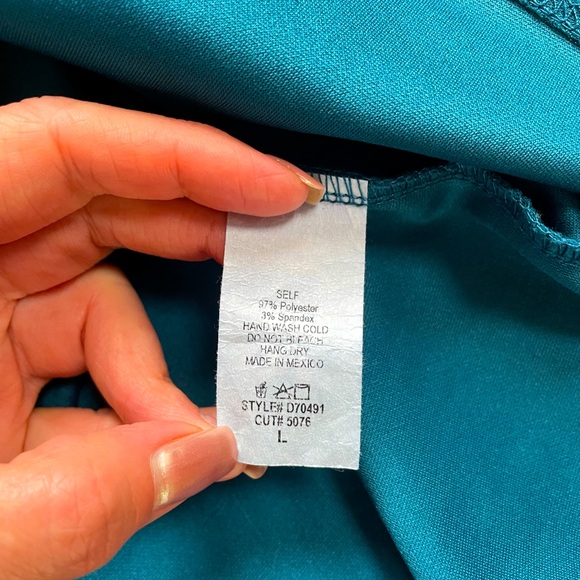 SELF
97% Polyester
3% Spandex
HAND WASH COLD
DO NOT BLEACH
HANG DRY
MADE IN MEXICO
STYLE# D70491
CUT# 5076
L